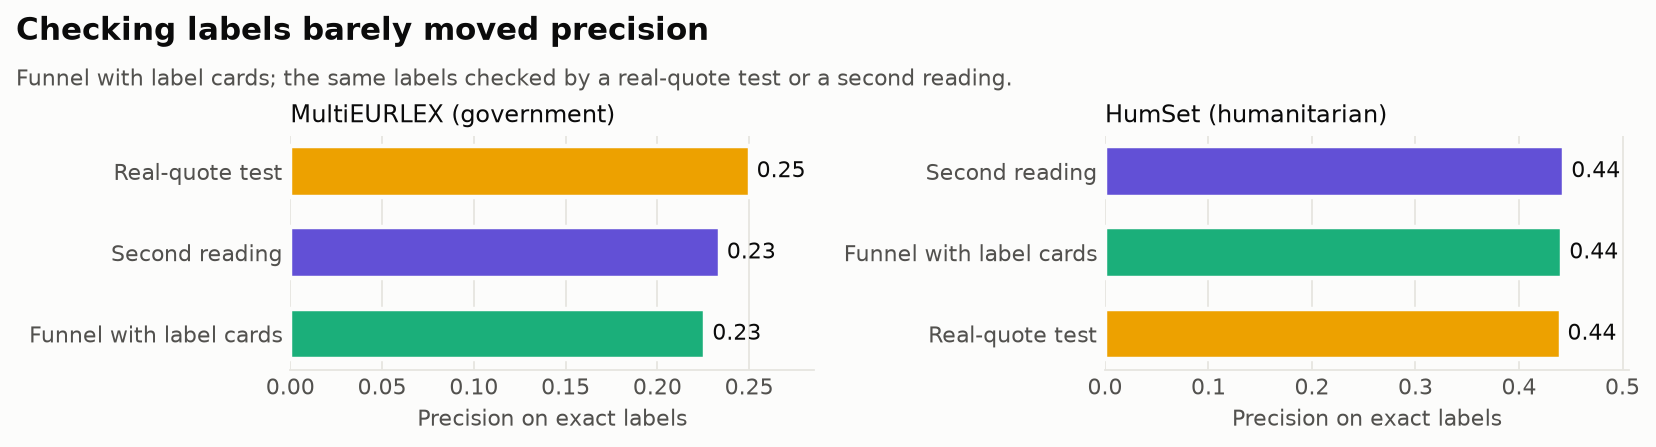 Checking labels barely moved precision
Funnel with label cards; the same labels checked by a real-quote test or a second reading.
MultiEURLEX (government)
Real-quote test
0.25
Second reading
0.23
Funnel with label cards
0.23
0.00 0.05 0.10 0.15 0.20 0.25
Precision on exact labels
HumSet (humanitarian)
Second reading
0.44
Funnel with label cards
0.44
Real-quote test
0.44
0.0 0.1 0.2 0.3 0.4 0.5
Precision on exact labels